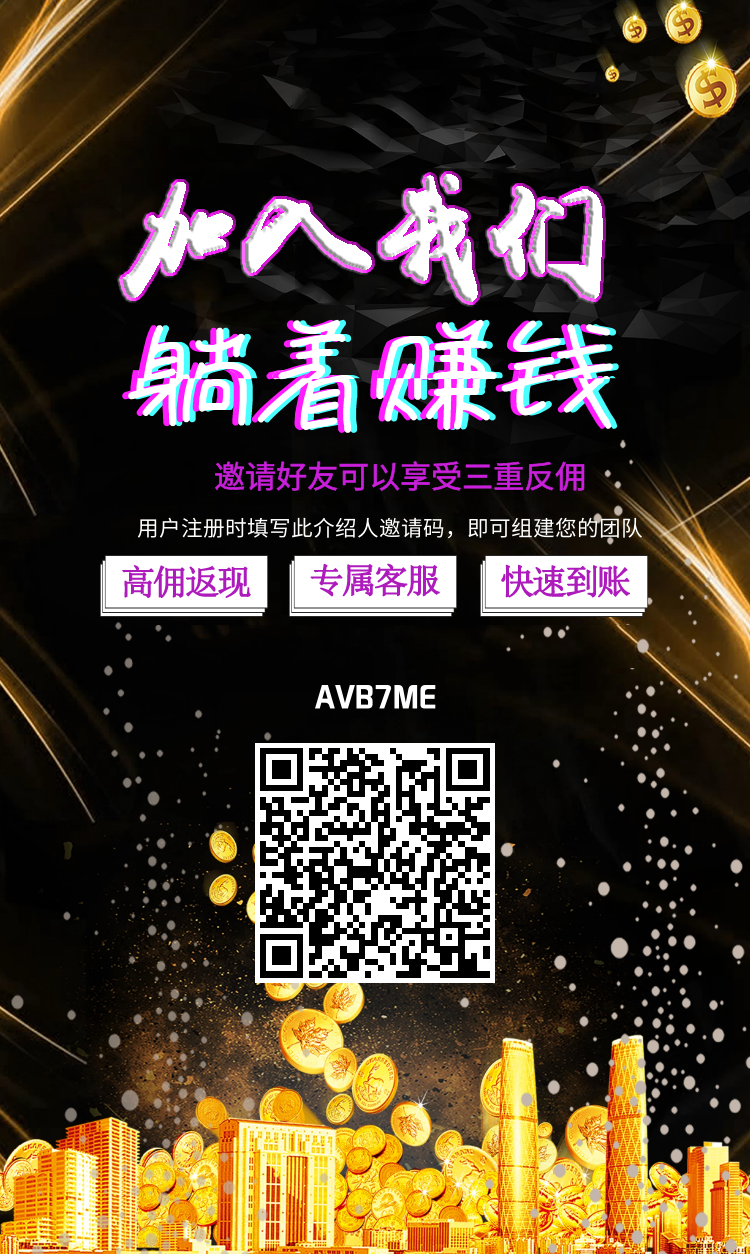 加入我们
躺着赚钱
邀请好友可以享受三重反佣
用户注册时填写此介绍人邀请码，即可组建您的团队
高佣返现 专属客服 快速到账
AVB7ME